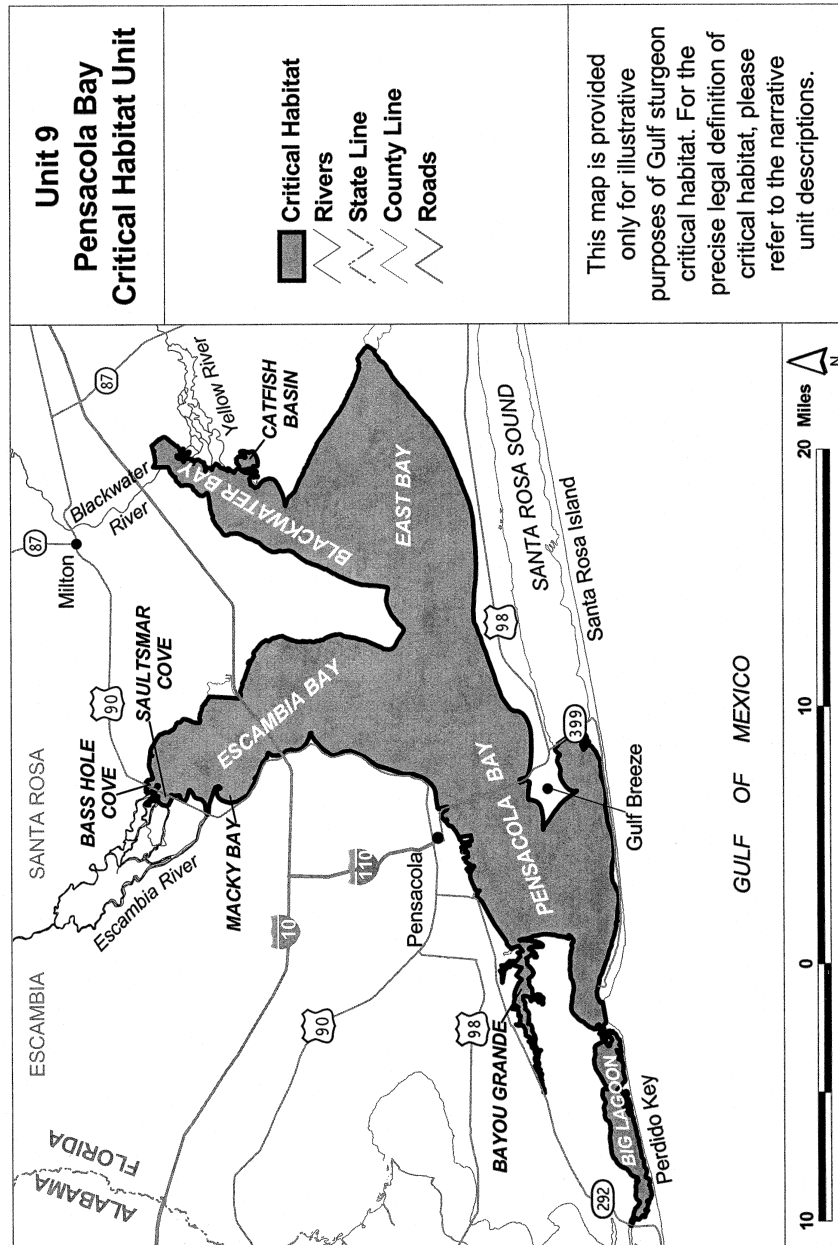 Unit 9
Pensacola Bay
Critical Habitat Unit
Critical Habitat
Rivers
State Line
County Line
Roads
This map is provided
only for illustrative
purposes of Gulf sturgeon
critical habitat. For the
precise legal definition of
critical habitat, please
refer to the narrative
unit descriptions.
ALABAMA
FLORIDA
ESCAMBIA
SANTA ROSA
BASS HOLE
COVE
SAULTSMAR
COVE
90
Milton
87
Blackwater
River
87
Yellow River
CATFISH
BASIN
Escambia River
MACKY BAY
ESCAMBIA BAY
BLACKWATER BAY
EAST BAY
10
110
90
Pensacola
98
98
PENSACOLA BAY
BAYOU GRANDE
SANTA ROSA SOUND
Santa Rosa Island
399
Gulf Breeze
BIG LAGOON
Perdido Key
292
GULF OF MEXICO
10
0
10
20 Miles
N